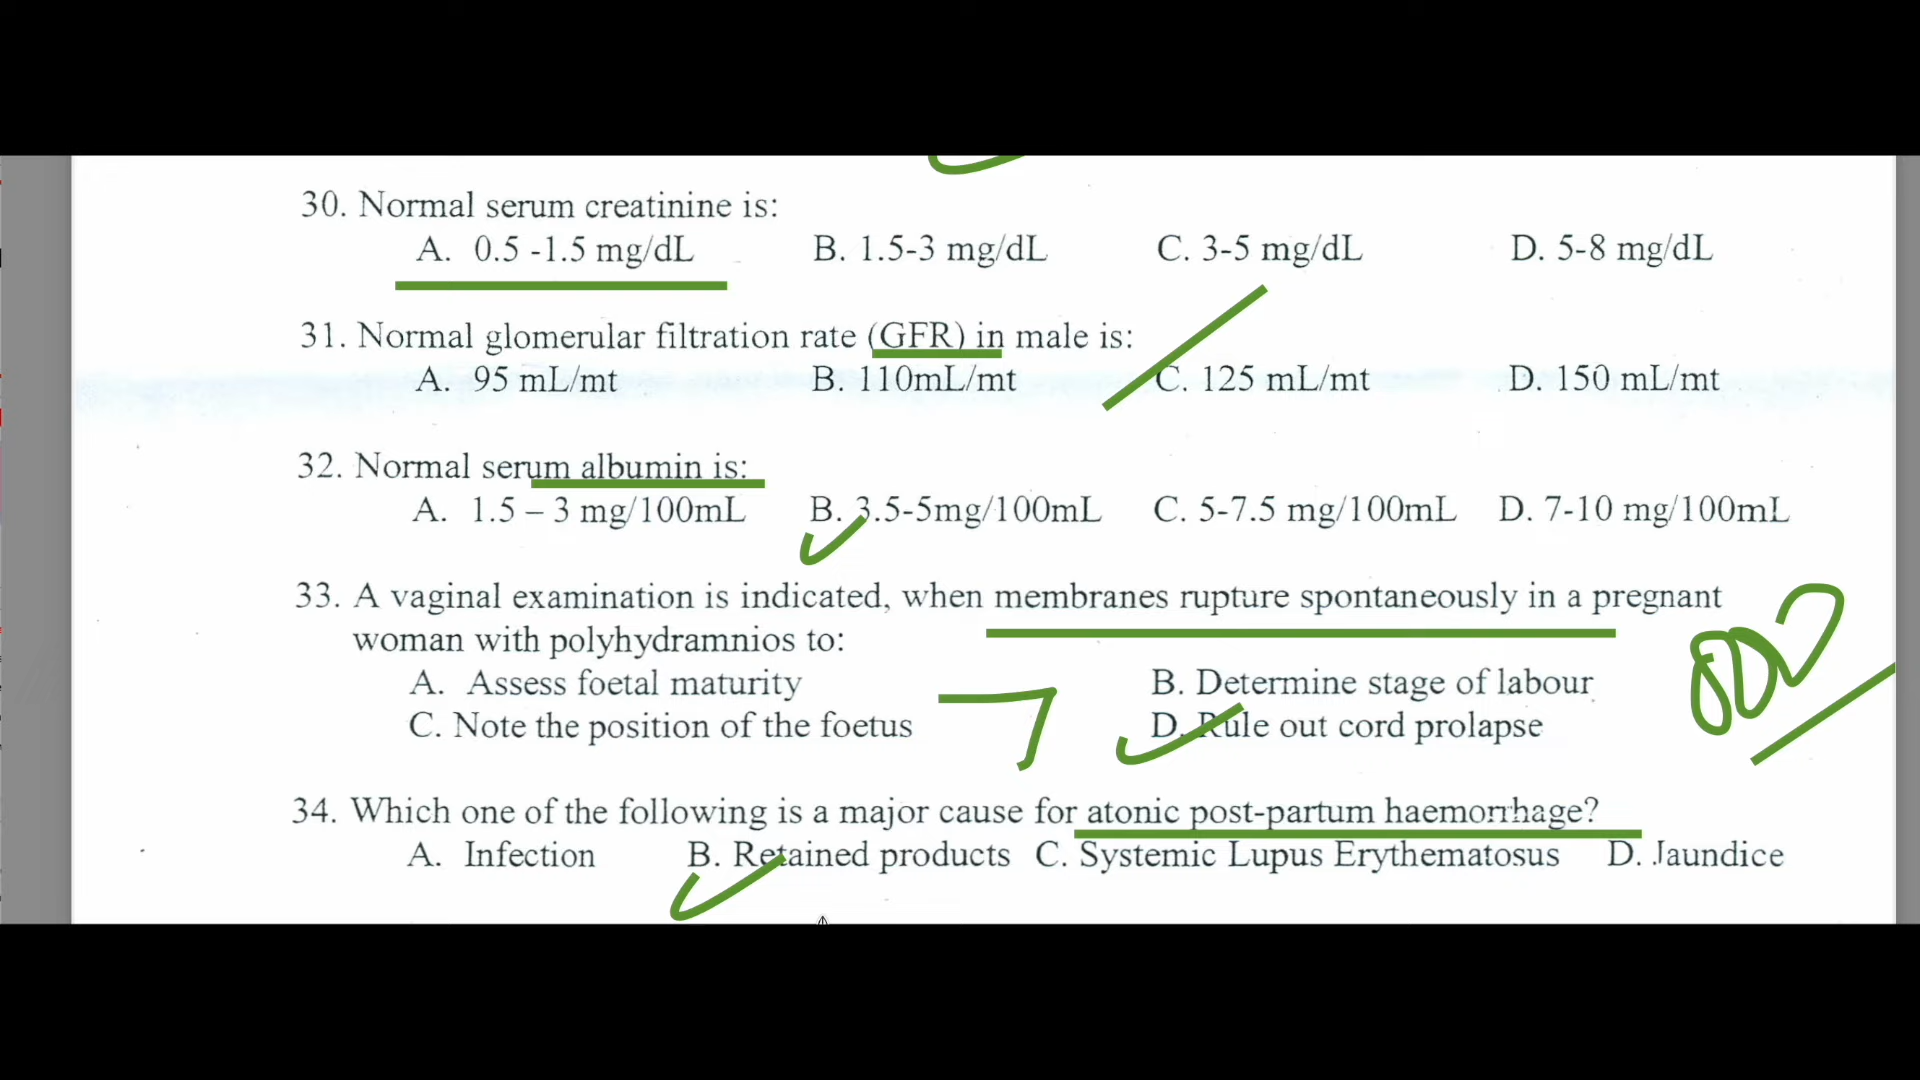 30. Normal serum creatinine is:
A. 0.5 -1.5 mg/dL B. 1.5-3 mg/dL C. 3-5 mg/dL D. 5-8 mg/dL
31. Normal glomerular filtration rate (GFR) in male is:
A. 95 mL/mt B. 110mL/mt C. 125 mL/mt D. 150 mL/mt
32. Normal serum albumin is:
A. 1.5 – 3 mg/100mL B. 3.5-5mg/100mL C. 5-7.5 mg/100mL D. 7-10 mg/100mL
33. A vaginal examination is indicated, when membranes rupture spontaneously in a pregnant
woman with polyhydramnios to:
A. Assess foetal maturity B. Determine stage of labour
C. Note the position of the foetus D. Rule out cord prolapse
34. Which one of the following is a major cause for atonic post-partum haemorrhage?
A. Infection B. Retained products C. Systemic Lupus Erythematosus D. Jaundice